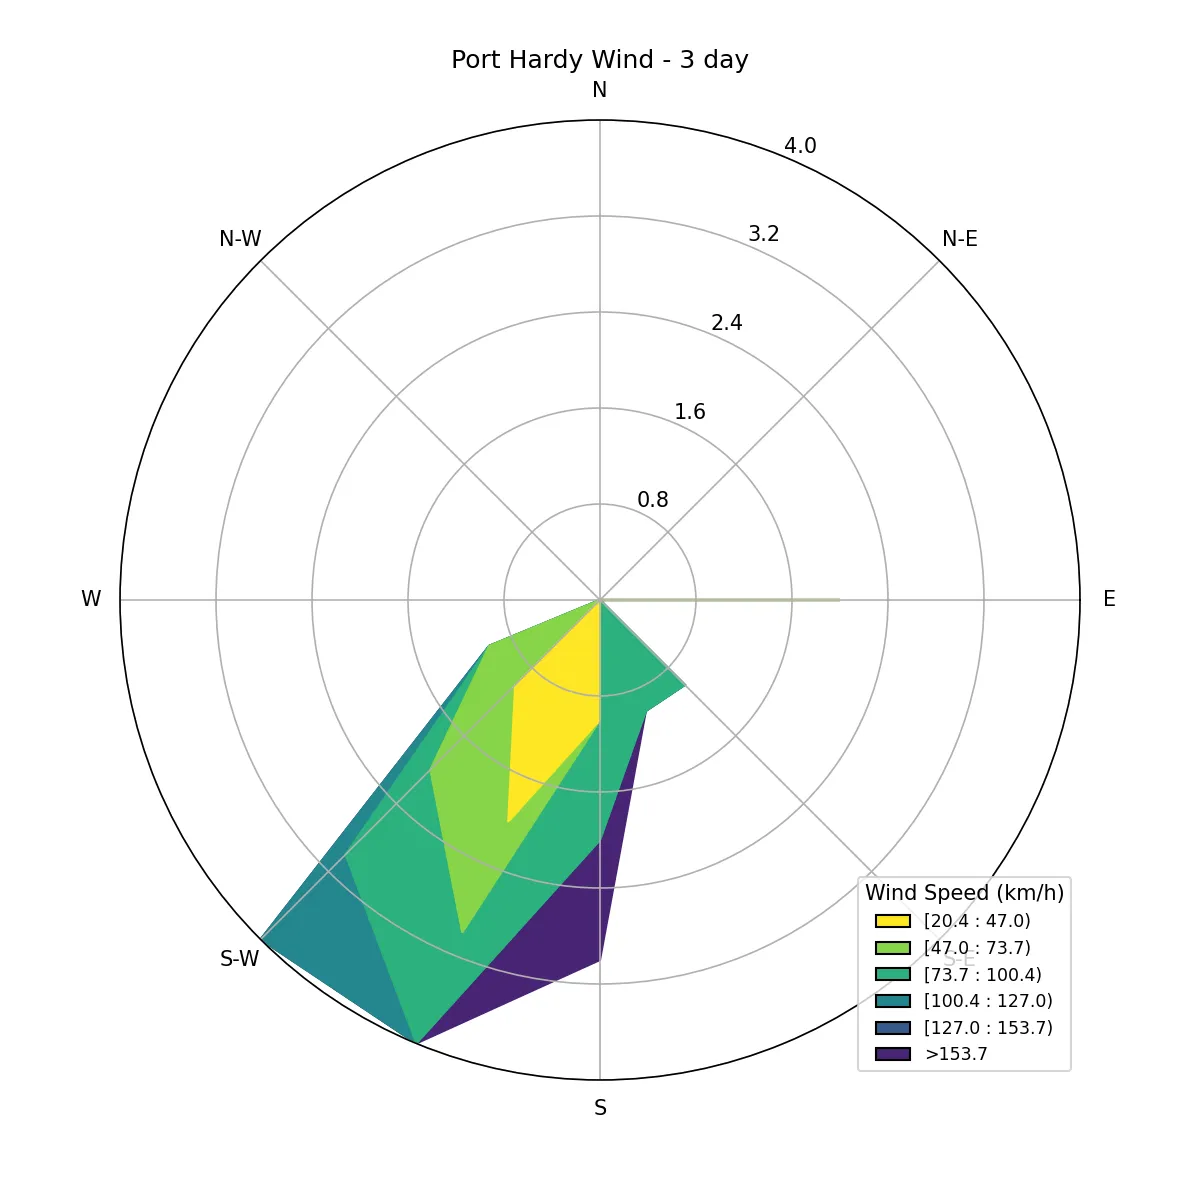 Port Hardy Wind - 3 day
N
4.0
N-W
3.2
N-E
2.4
1.6
0.8
W
E
Wind Speed (km/h)
[20.4 : 47.0)
[47.0 : 73.7)
S-W
S-E
[73.7 : 100.4)
[100.4 : 127.0)
[127.0 : 153.7)
>153.7
S